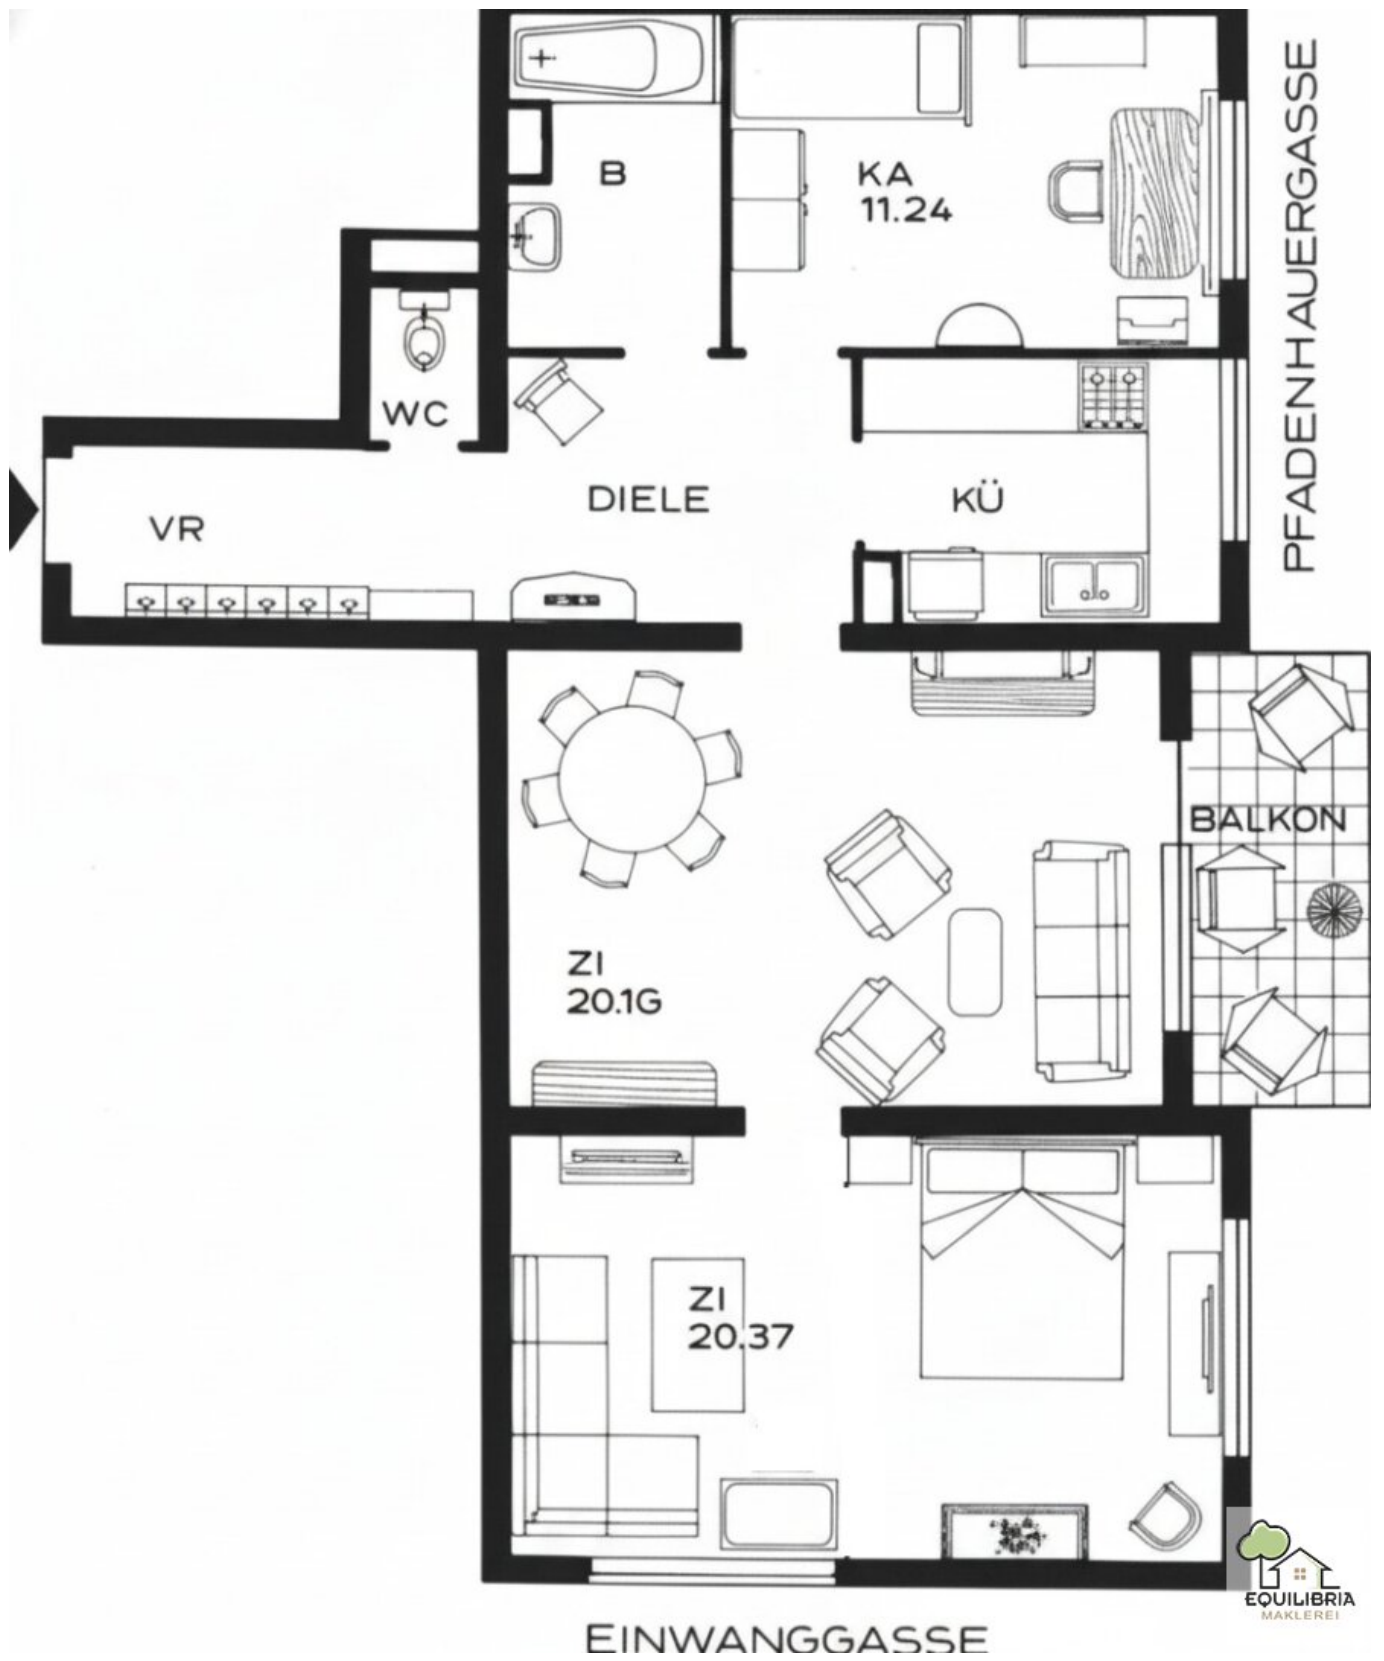 B
KA
11.24
PFADENHAUERGASSE
WC
VR
DIELE
KÜ
BALKON
ZI
20.1G
ZI
20.37
EQUILIBRIA
MAKLEREI
EINWANGGASSE